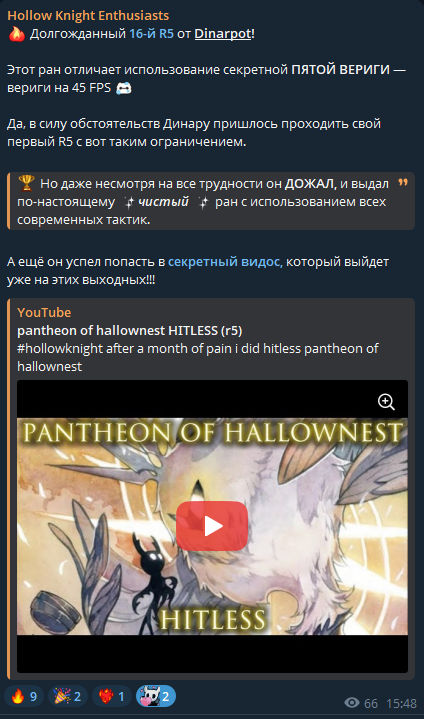 Hollow Knight Enthusiasts
🔥 Долгожданный 16-й R5 от Dinarpot!
Этот ран отличает использование секретной ПЯТОЙ ВЕРИГИ —
вериги на 45 FPS
Да, в силу обстоятельств Динару пришлось проходить свой
первый R5 с вот таким ограничением.
🏆 Но даже несмотря на все трудности он ДОЖАЛ, и выдал
по-настоящему ✨чистый ✨ ран с использованием всех
современных тактик.
А ещё он успел попасть в секретный видос, который выйдет
уже на этих выходных!!!
YouTube
pantheon of hallownest HITLESS (r5)
#hollowknight after a month of pain i did hitless pantheon of
hallownest
PANTHEON OF HALLOWNEST
HITLESS
🔥 9 🎉 2 ❤️‍🔥 1 2 66 15:48